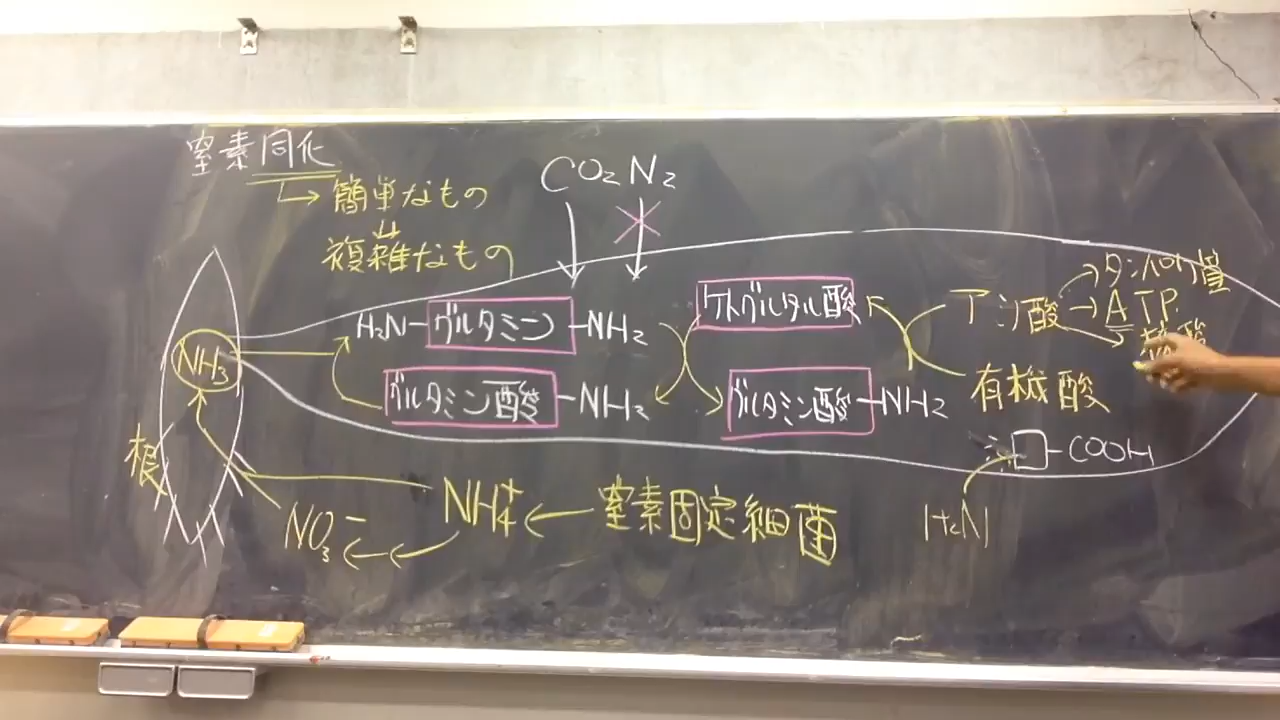 窒素同化
簡単なもの
複雑なもの
CO₂ N₂
H₂N-グルタミン-NH₂
グルタミン酸-NH₂
ケトグルタル酸
グルタミン酸-NH₂
アミノ酸
タンパク質
ATP
核酸
有機酸
-COOH
H₂N
NH₃
根
NO₃⁻
NH₄⁺
窒素固定細菌